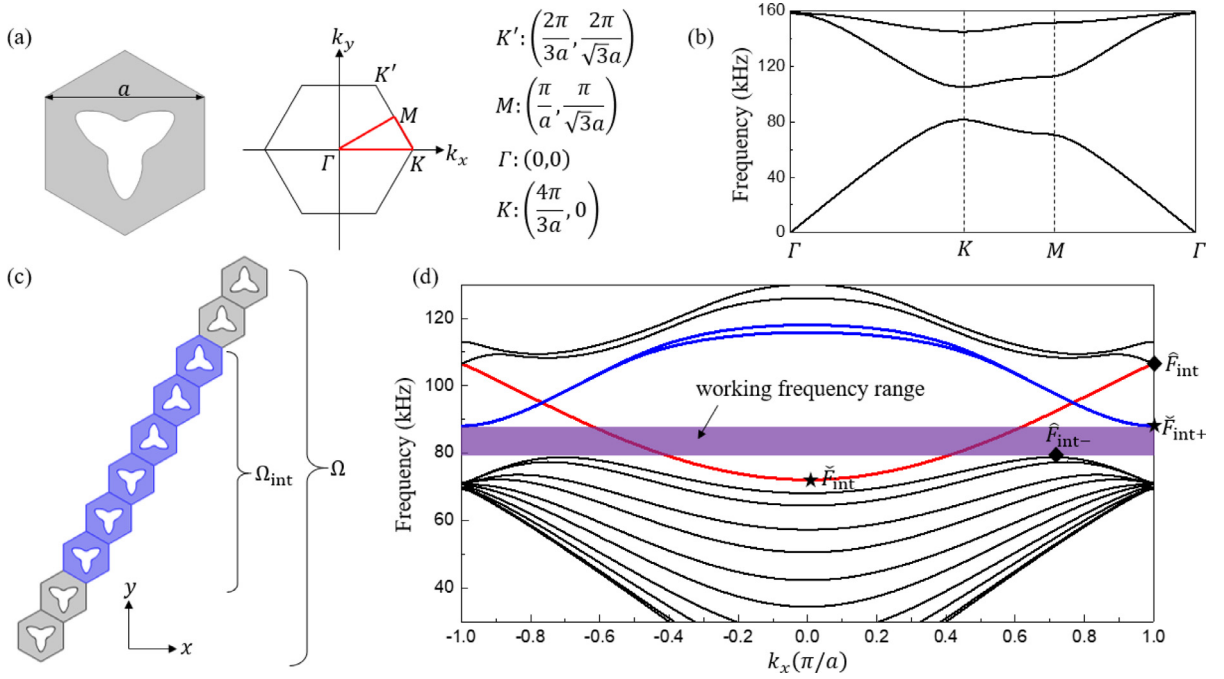 (a)
a
k_y
K′
M
Γ
K
k_x
K′: (2π/3a, 2π/√3a)
M: (π/a, π/√3a)
Γ: (0,0)
K: (4π/3a, 0)
(b)
Frequency (kHz)
160
120
80
40
0
Γ K M Γ
(c)
Ω_int
Ω
y
x
(d)
Frequency (kHz)
120
100
80
60
40
working frequency range
F̂_int
F̌_int+
F̂_int−
F̌_int
-1.0 -0.8 -0.6 -0.4 -0.2 0.0 0.2 0.4 0.6 0.8 1.0
k_x(π/a)